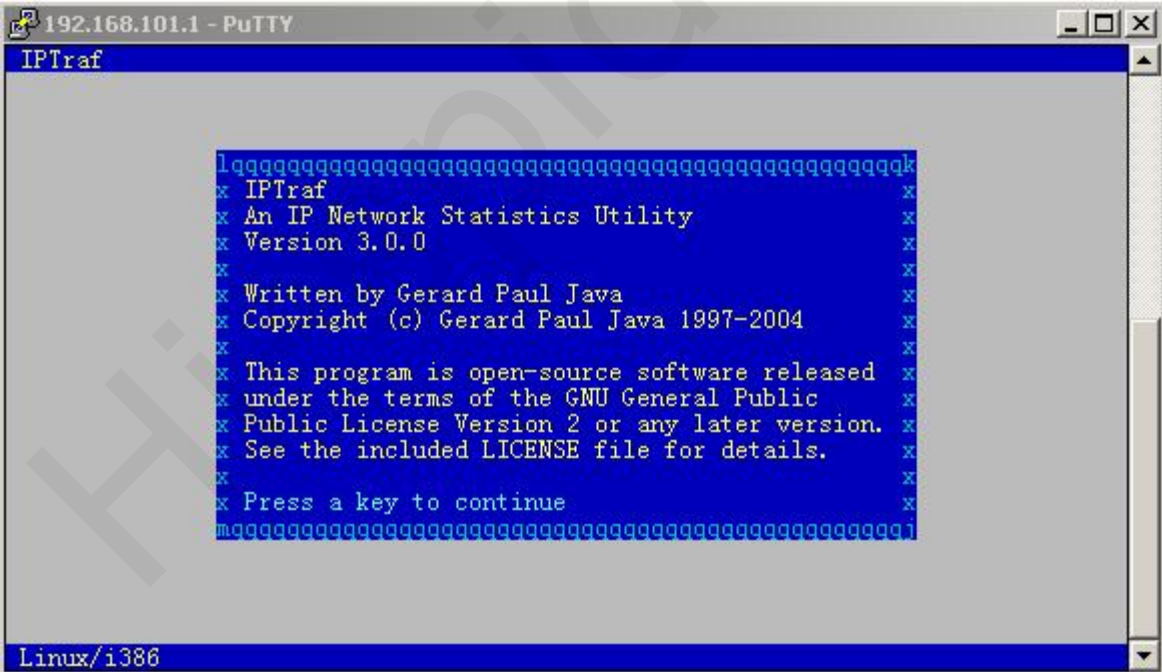 192.168.101.1 - PuTTY
IPTraf
lqqqqqqqqqqqqqqqqqqqqqqqqqqqqqqqqqqqqqqqqqqqqqqqqk
x IPTraf x
x An IP Network Statistics Utility x
x Version 3.0.0 x
x x
x Written by Gerard Paul Java x
x Copyright (c) Gerard Paul Java 1997-2004 x
x x
x This program is open-source software released x
x under the terms of the GNU General Public x
x Public License Version 2 or any later version. x
x See the included LICENSE file for details. x
x x
x Press a key to continue x
mqqqqqqqqqqqqqqqqqqqqqqqqqqqqqqqqqqqqqqqqqqqqqqqqj
Linux/i386